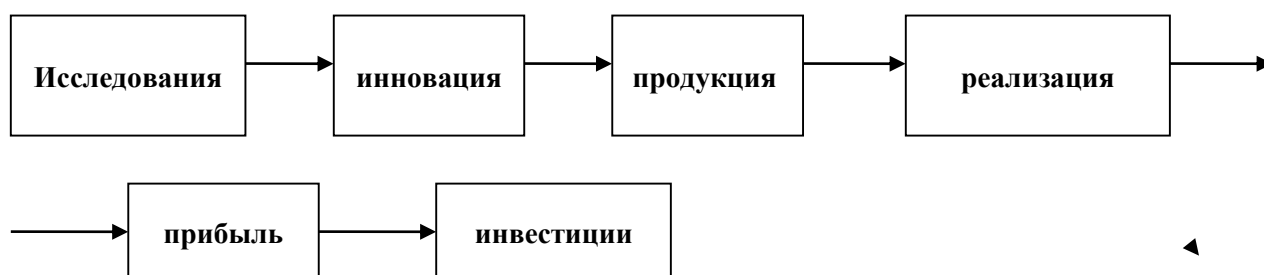 Исследования инновация продукция реализация
прибыль инвестиции